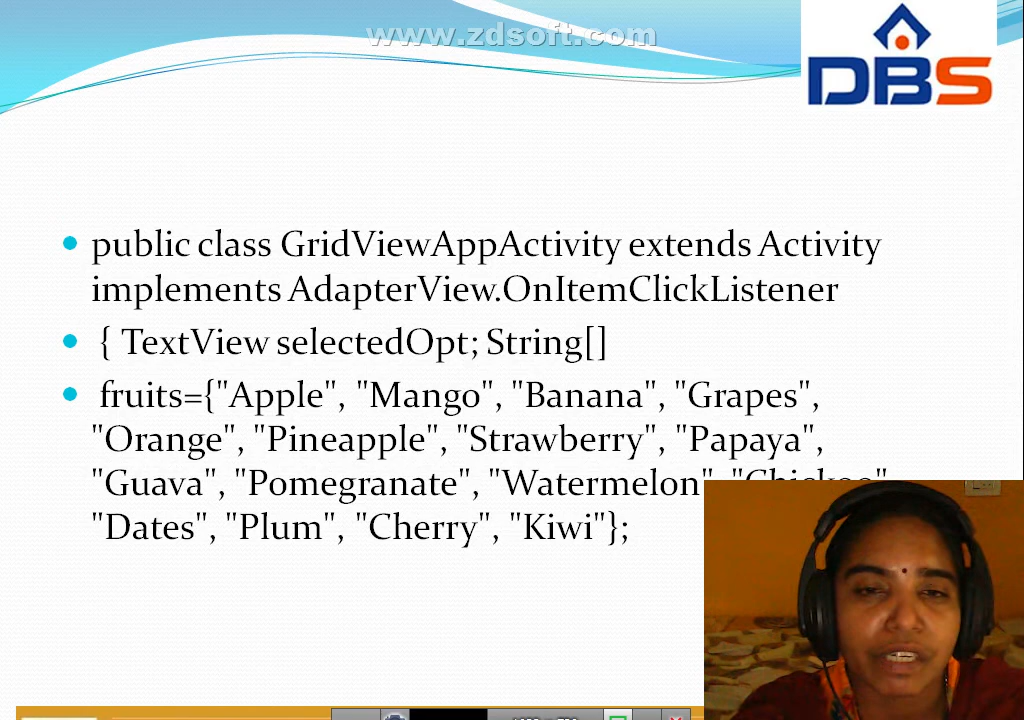 www.zdsoft.com
DBS
public class GridViewAppActivity extends Activity
implements AdapterView.OnItemClickListener
{ TextView selectedOpt; String[]
fruits={"Apple", "Mango", "Banana", "Grapes",
"Orange", "Pineapple", "Strawberry", "Papaya",
"Guava", "Pomegranate", "Watermelon",
"Dates", "Plum", "Cherry", "Kiwi"};